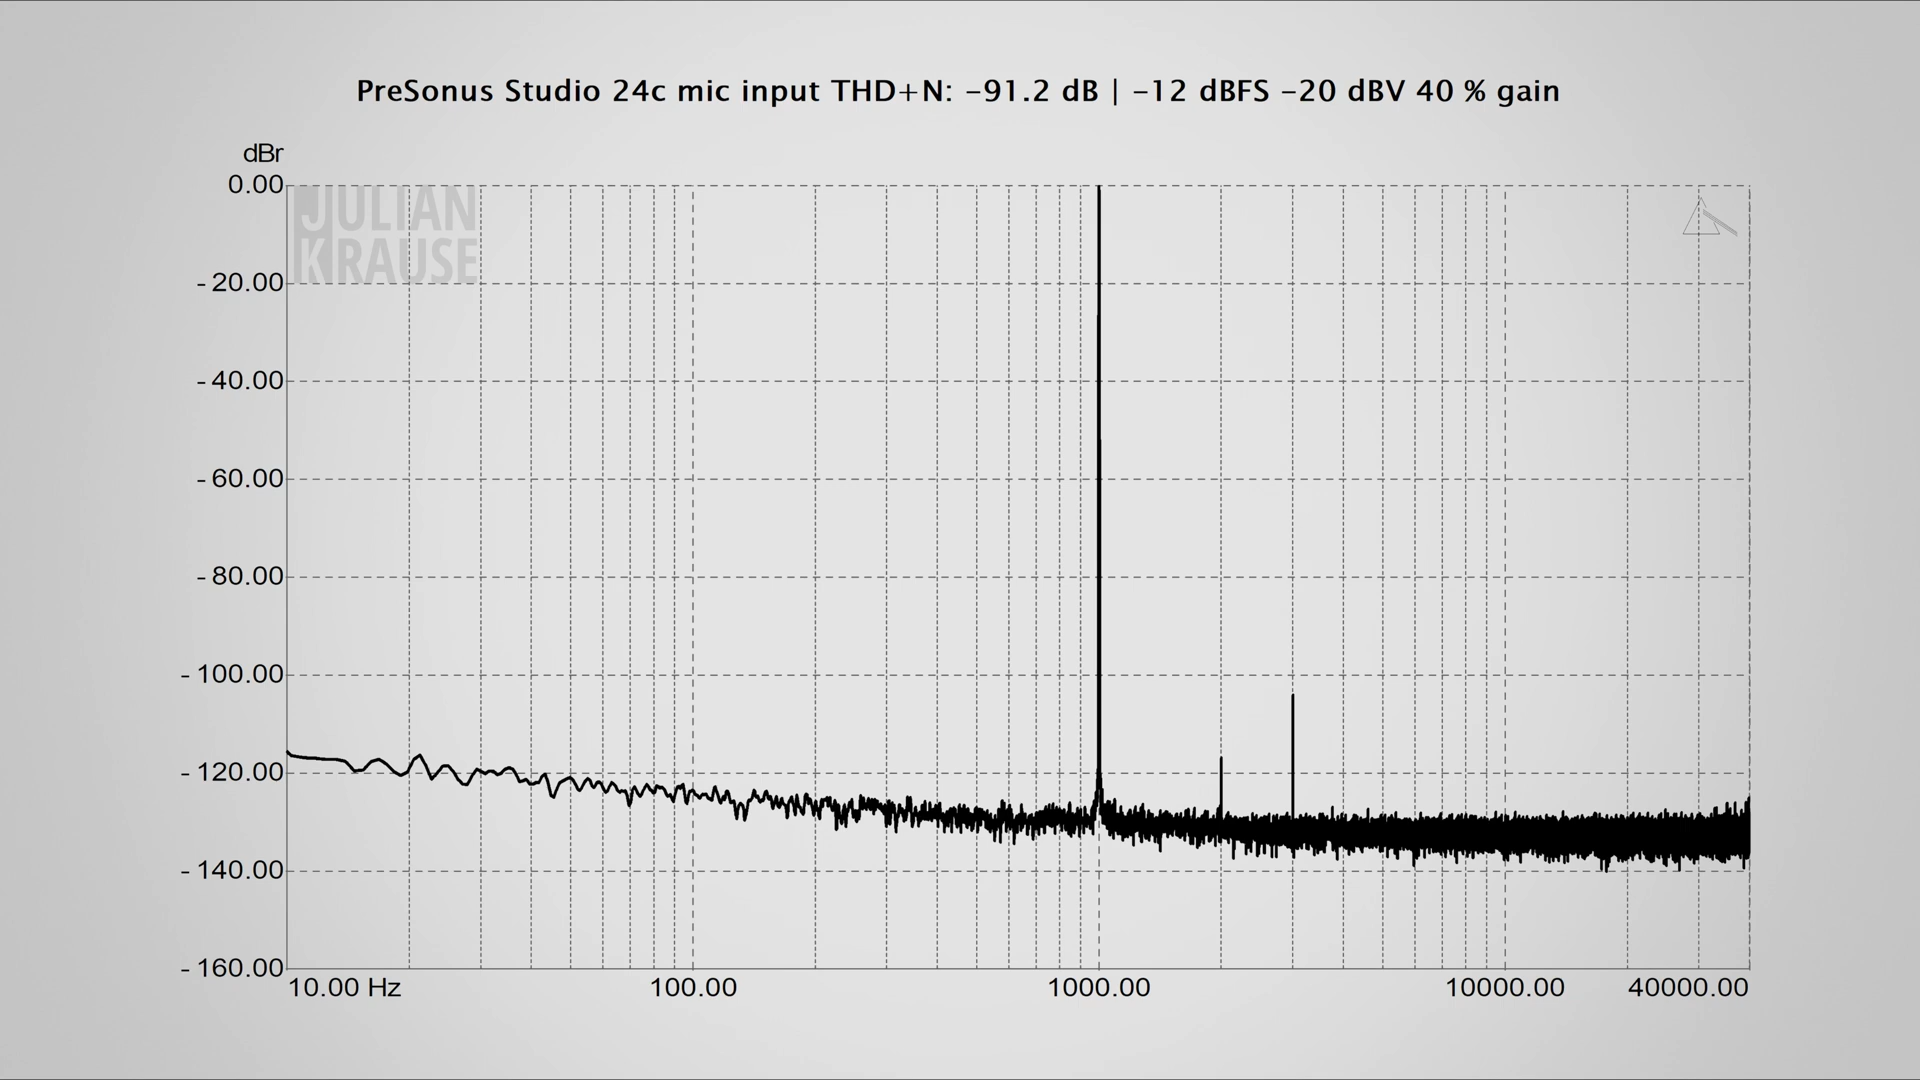 PreSonus Studio 24c mic input THD+N: -91.2 dB | -12 dBFS -20 dBV 40 % gain
dBr
0.00
JULIAN
KRAUSE
-20.00
-40.00
-60.00
-80.00
-100.00
-120.00
-140.00
-160.00
10.00 Hz 100.00 1000.00 10000.00 40000.00